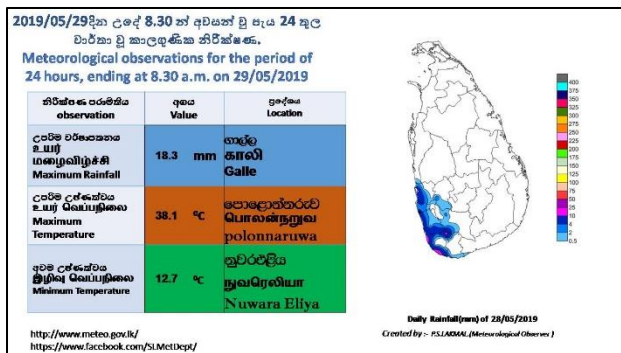 2019/05/29දින උදේ 8.30 න් අවසන් වූ පැය 24 තුල
වාර්තා වූ කාලගුණික නිරීක්ෂණ.
Meteorological observations for the period of
24 hours, ending at 8.30 a.m. on 29/05/2019
නිරීක්ෂණ පරාමිතිය
observation
අගය
Value
ප්‍රදේශය
Location
උපරිම වර්ෂාපතනය
உயர்
மழைவீழ்ச்சி
Maximum Rainfall
18.3 mm
ගාල්ල
காலி
Galle
උපරිම උෂ්ණත්වය
உயர் வெப்பநிலை
Maximum
Temperature
38.1 ℃
පොළොන්නරුව
பொலன்நறுவ
polonnaruwa
අවම උෂ්ණත්වය
இழிவு வெப்பநிலை
Minimum Temperature
12.7 ℃
නුවරඑළිය
நுவரெலியா
Nuwara Eliya
http://www.meteo.gov.lk/
https://www.facebook.com/SLMetDept/
400
375
350
325
300
275
250
225
200
175
150
125
100
75
50
25
10
4
2
0.5
Daily Rainfall(mm) of 28/05/2019
Created by :- P.S.LAKMAL.(Meteorological Observer )